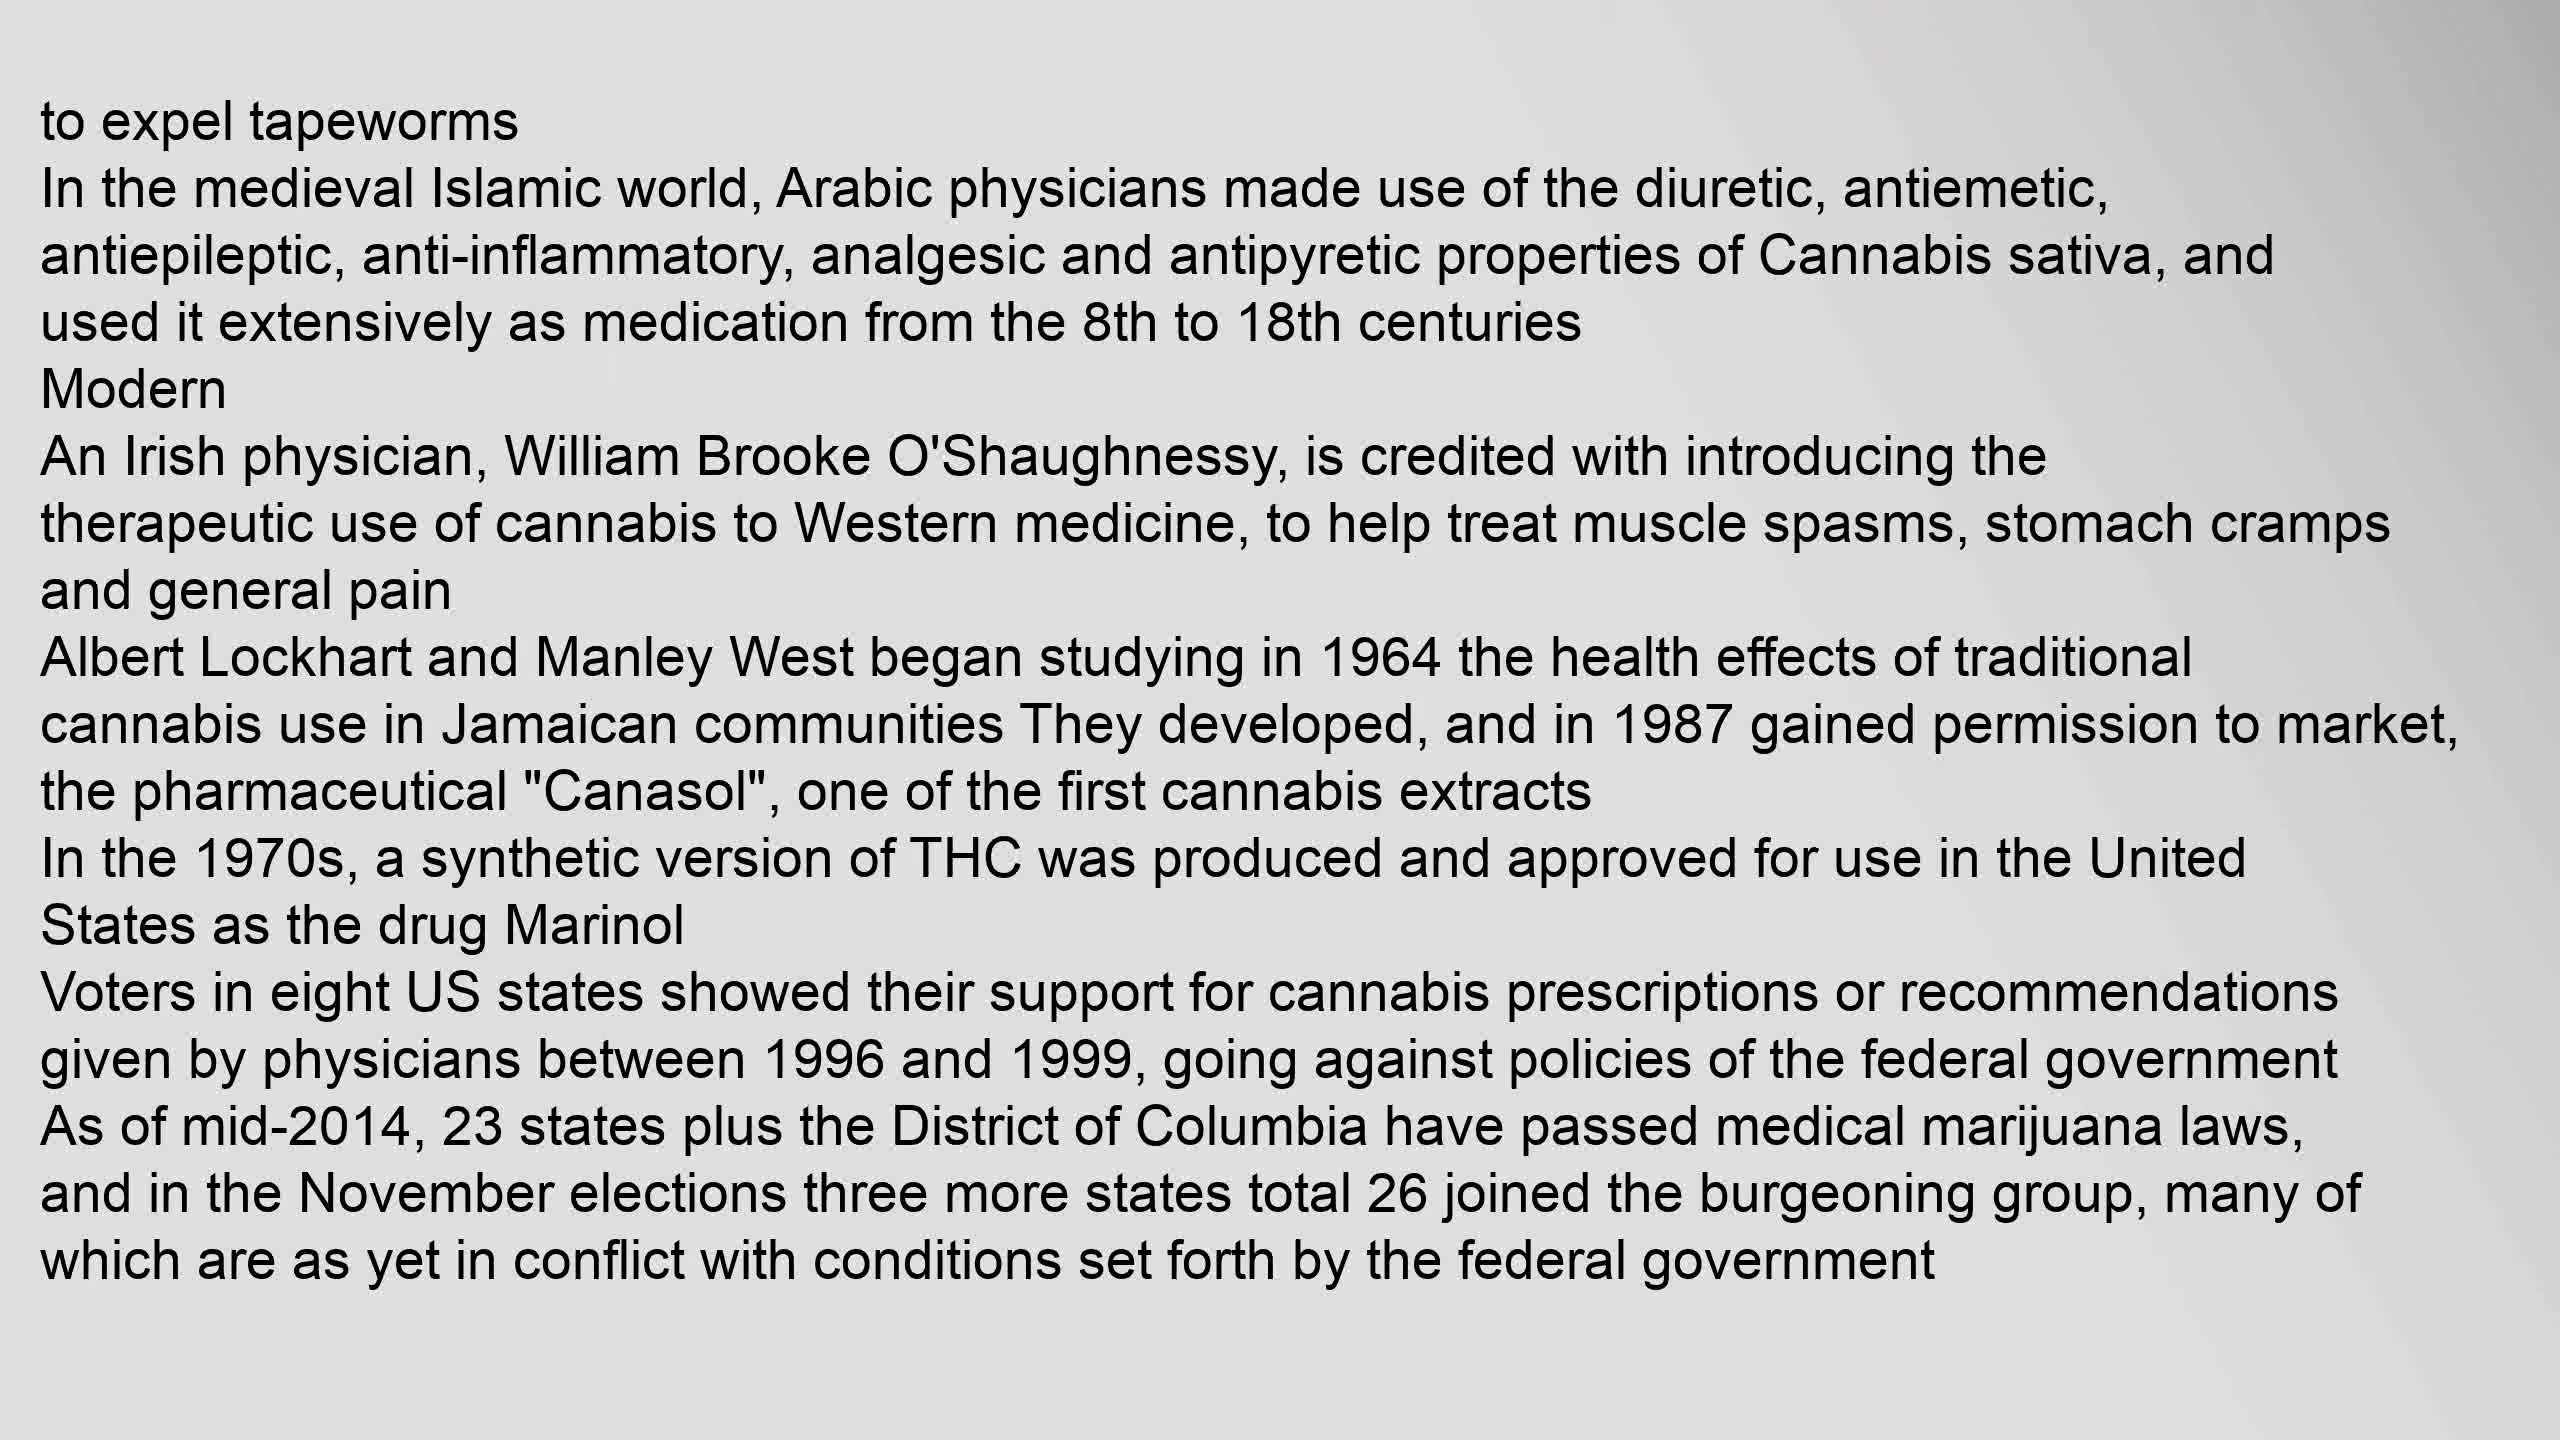 to expel tapeworms
In the medieval Islamic world, Arabic physicians made use of the diuretic, antiemetic,
antiepileptic, anti-inflammatory, analgesic and antipyretic properties of Cannabis sativa, and
used it extensively as medication from the 8th to 18th centuries
Modern
An Irish physician, William Brooke O'Shaughnessy, is credited with introducing the
therapeutic use of cannabis to Western medicine, to help treat muscle spasms, stomach cramps
and general pain
Albert Lockhart and Manley West began studying in 1964 the health effects of traditional
cannabis use in Jamaican communities They developed, and in 1987 gained permission to market,
the pharmaceutical "Canasol", one of the first cannabis extracts
In the 1970s, a synthetic version of THC was produced and approved for use in the United
States as the drug Marinol
Voters in eight US states showed their support for cannabis prescriptions or recommendations
given by physicians between 1996 and 1999, going against policies of the federal government
As of mid-2014, 23 states plus the District of Columbia have passed medical marijuana laws,
and in the November elections three more states total 26 joined the burgeoning group, many of
which are as yet in conflict with conditions set forth by the federal government